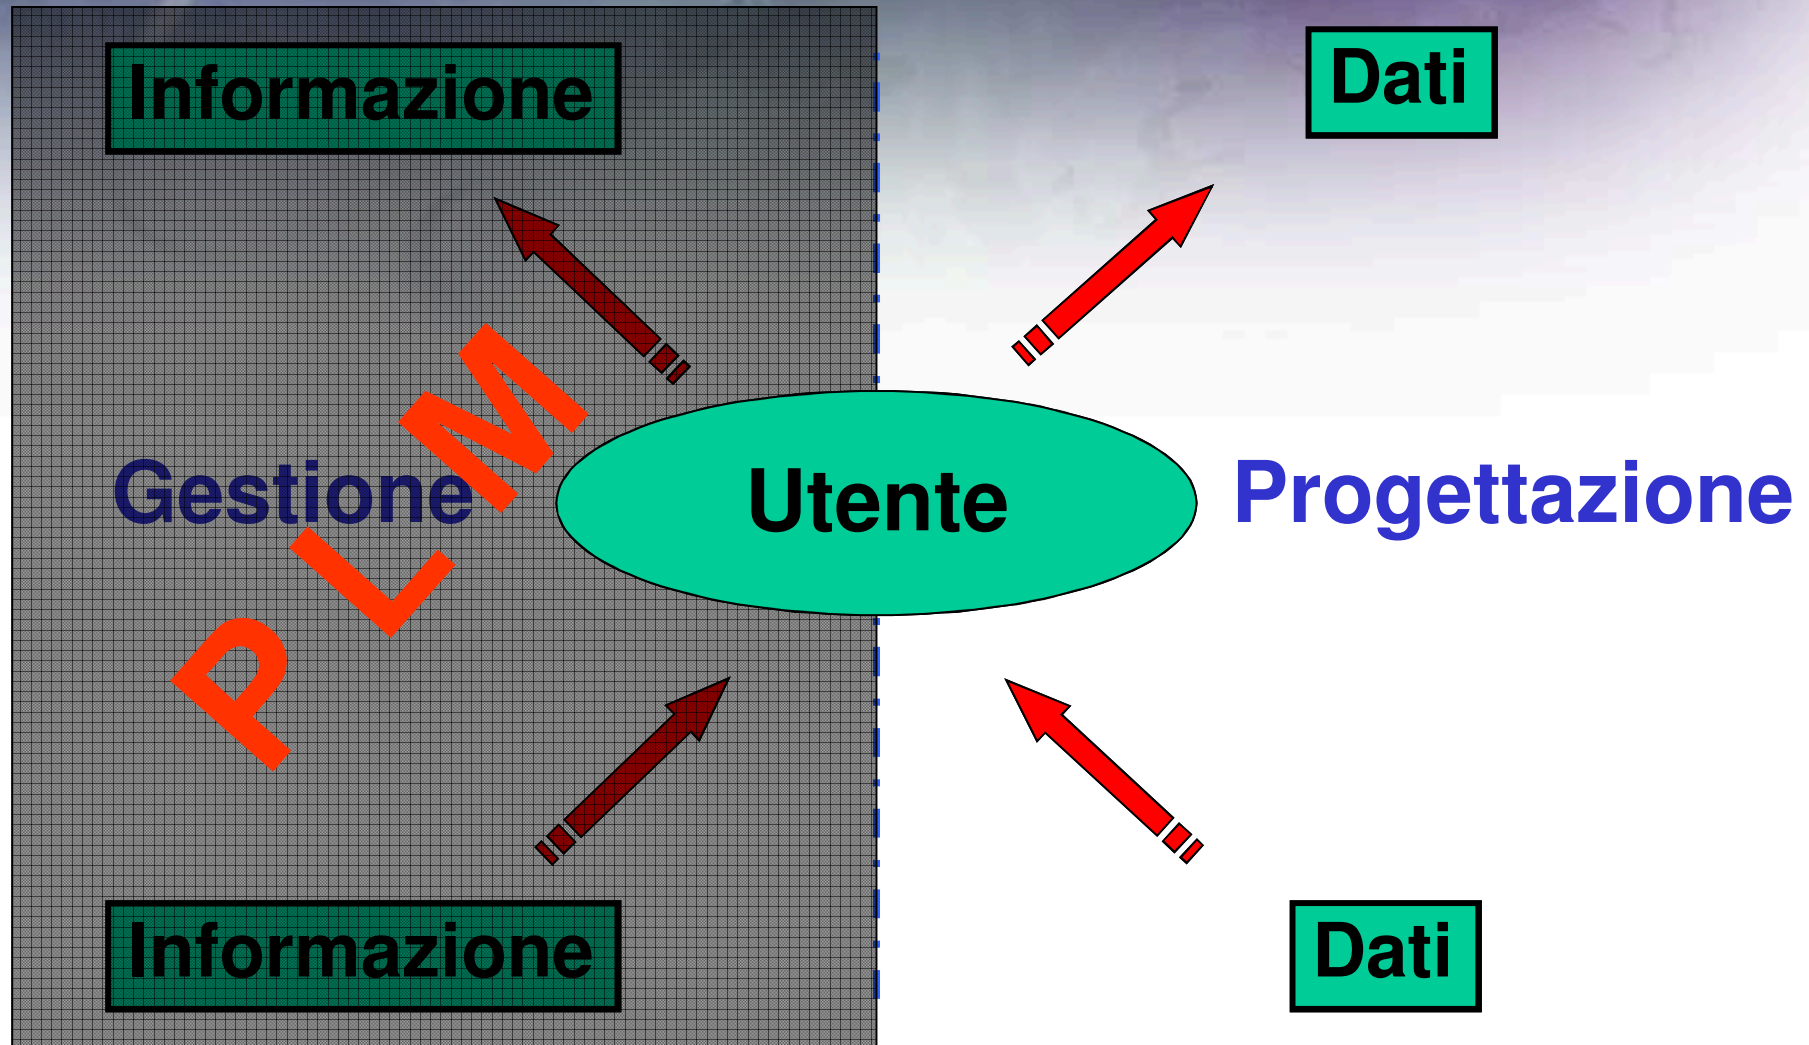 Informazione
Dati
PLM
Gestione
Utente
Progettazione
Informazione
Dati